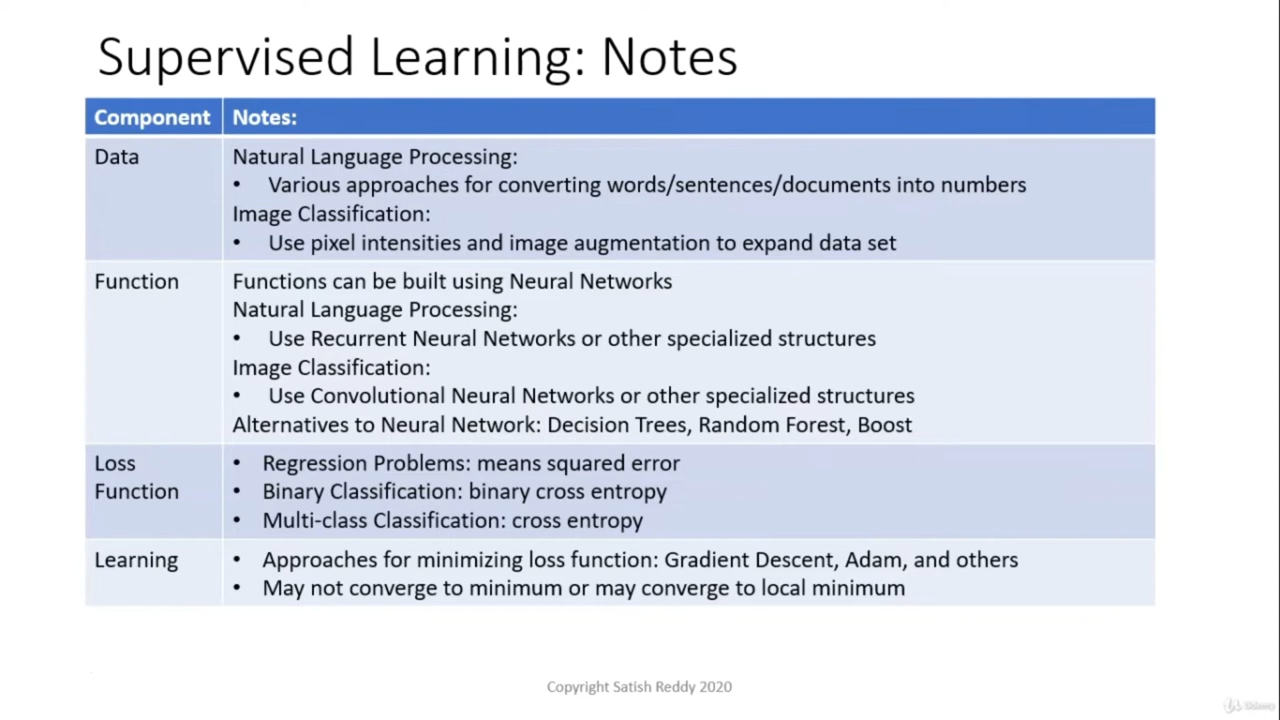 Supervised Learning: Notes
Component
Notes:
Data
Natural Language Processing:
• Various approaches for converting words/sentences/documents into numbers
Image Classification:
• Use pixel intensities and image augmentation to expand data set
Function
Functions can be built using Neural Networks
Natural Language Processing:
• Use Recurrent Neural Networks or other specialized structures
Image Classification:
• Use Convolutional Neural Networks or other specialized structures
Alternatives to Neural Network: Decision Trees, Random Forest, Boost
Loss
Function
• Regression Problems: means squared error
• Binary Classification: binary cross entropy
• Multi-class Classification: cross entropy
Learning
• Approaches for minimizing loss function: Gradient Descent, Adam, and others
• May not converge to minimum or may converge to local minimum
Copyright Satish Reddy 2020
Udemy